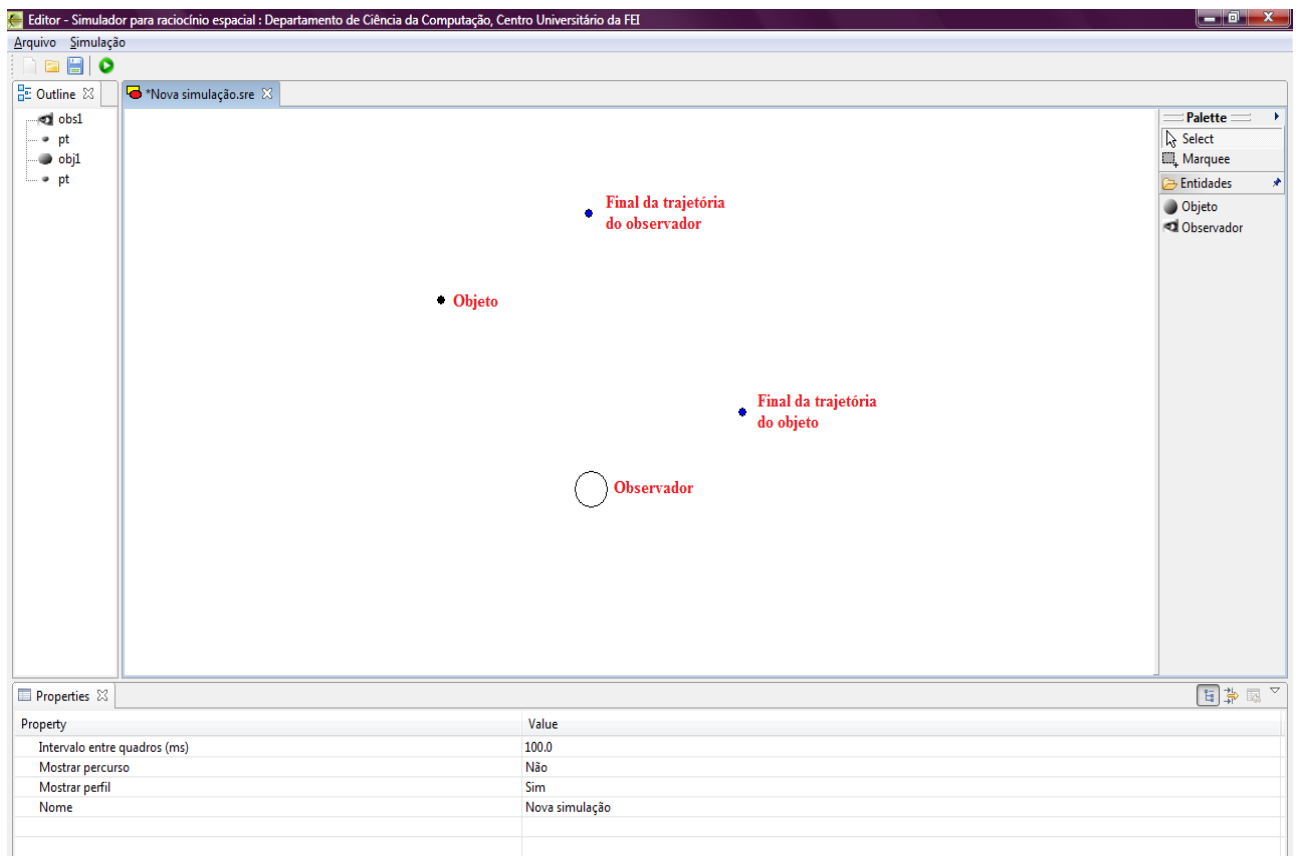 Editor - Simulador para raciocínio espacial : Departamento de Ciência da Computação, Centro Universitário da FEI
Arquivo Simulação
Outline
*Nova simulação.sre
obs1
pt
obj1
pt
Final da trajetória
do observador
Objeto
Final da trajetória
do objeto
Observador
Palette
Select
Marquee
Entidades
Objeto
Observador
Properties
Property Value
Intervalo entre quadros (ms) 100.0
Mostrar percurso Não
Mostrar perfil Sim
Nome Nova simulação